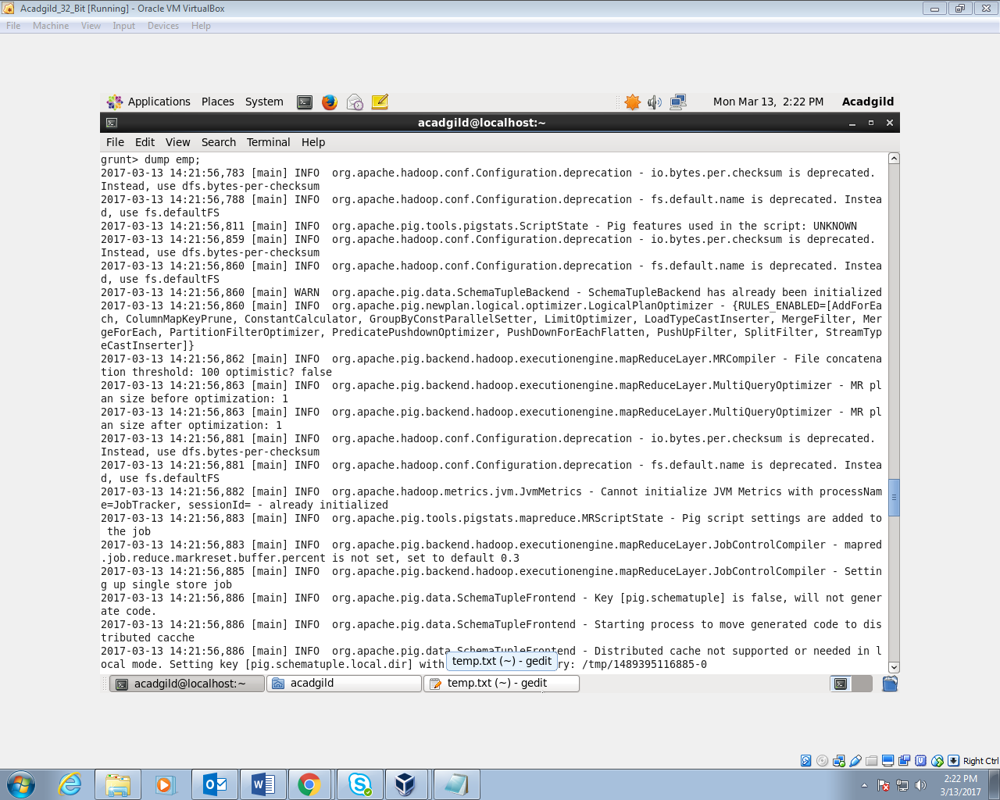 Acadgild_32_Bit [Running] - Oracle VM VirtualBox
File Machine View Input Devices Help
Applications Places System Mon Mar 13, 2:22 PM Acadgild
acadgild@localhost:~
File Edit View Search Terminal Help
grunt> dump emp;
2017-03-13 14:21:56,783 [main] INFO  org.apache.hadoop.conf.Configuration.deprecation - io.bytes.per.checksum is deprecated.
Instead, use dfs.bytes-per-checksum
2017-03-13 14:21:56,788 [main] INFO  org.apache.hadoop.conf.Configuration.deprecation - fs.default.name is deprecated. Instea
d, use fs.defaultFS
2017-03-13 14:21:56,811 [main] INFO  org.apache.pig.tools.pigstats.ScriptState - Pig features used in the script: UNKNOWN
2017-03-13 14:21:56,859 [main] INFO  org.apache.hadoop.conf.Configuration.deprecation - io.bytes.per.checksum is deprecated.
Instead, use dfs.bytes-per-checksum
2017-03-13 14:21:56,860 [main] INFO  org.apache.hadoop.conf.Configuration.deprecation - fs.default.name is deprecated. Instea
d, use fs.defaultFS
2017-03-13 14:21:56,860 [main] WARN  org.apache.pig.data.SchemaTupleBackend - SchemaTupleBackend has already been initialized
2017-03-13 14:21:56,860 [main] INFO  org.apache.pig.newplan.logical.optimizer.LogicalPlanOptimizer - {RULES_ENABLED=[AddForEa
ch, ColumnMapKeyPrune, ConstantCalculator, GroupByConstParallelSetter, LimitOptimizer, LoadTypeCastInserter, MergeFilter, Mer
geForEach, PartitionFilterOptimizer, PredicatePushdownOptimizer, PushDownForEachFlatten, PushUpFilter, SplitFilter, StreamTyp
eCastInserter]}
2017-03-13 14:21:56,862 [main] INFO  org.apache.pig.backend.hadoop.executionengine.mapReduceLayer.MRCompiler - File concatena
tion threshold: 100 optimistic? false
2017-03-13 14:21:56,863 [main] INFO  org.apache.pig.backend.hadoop.executionengine.mapReduceLayer.MultiQueryOptimizer - MR pl
an size before optimization: 1
2017-03-13 14:21:56,863 [main] INFO  org.apache.pig.backend.hadoop.executionengine.mapReduceLayer.MultiQueryOptimizer - MR pl
an size after optimization: 1
2017-03-13 14:21:56,881 [main] INFO  org.apache.hadoop.conf.Configuration.deprecation - io.bytes.per.checksum is deprecated.
Instead, use dfs.bytes-per-checksum
2017-03-13 14:21:56,881 [main] INFO  org.apache.hadoop.conf.Configuration.deprecation - fs.default.name is deprecated. Instea
d, use fs.defaultFS
2017-03-13 14:21:56,882 [main] INFO  org.apache.hadoop.metrics.jvm.JvmMetrics - Cannot initialize JVM Metrics with processNam
e=JobTracker, sessionId= - already initialized
2017-03-13 14:21:56,883 [main] INFO  org.apache.pig.tools.pigstats.mapreduce.MRScriptState - Pig script settings are added to
 the job
2017-03-13 14:21:56,883 [main] INFO  org.apache.pig.backend.hadoop.executionengine.mapReduceLayer.JobControlCompiler - mapred
.job.reduce.markreset.buffer.percent is not set, set to default 0.3
2017-03-13 14:21:56,885 [main] INFO  org.apache.pig.backend.hadoop.executionengine.mapReduceLayer.JobControlCompiler - Settin
g up single store job
2017-03-13 14:21:56,886 [main] INFO  org.apache.pig.data.SchemaTupleFrontend - Key [pig.schematuple] is false, will not gener
ate code.
2017-03-13 14:21:56,886 [main] INFO  org.apache.pig.data.SchemaTupleFrontend - Starting process to move generated code to dis
tributed cacche
2017-03-13 14:21:56,886 [main] INFO  org.apache.pig.data.SchemaTupleFrontend - Distributed cache not supported or needed in l
ocal mode. Setting key [pig.schematuple.local.dir] with ry: /tmp/1489395116885-0
temp.txt (~) - gedit
acadgild@localhost:~ acadgild temp.txt (~) - gedit
Right Ctrl
2:22 PM
3/13/2017